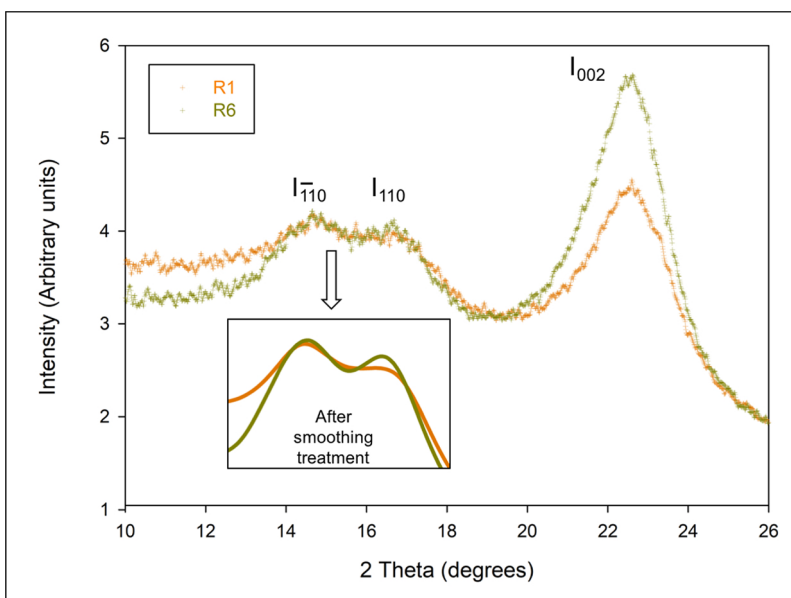 6
5
4
3
2
1
Intensity (Arbitrary units)
R1
R6
I₀₀₂
I₁̅₁₀
I₁₁₀
After
smoothing
treatment
10 12 14 16 18 20 22 24 26
2 Theta (degrees)